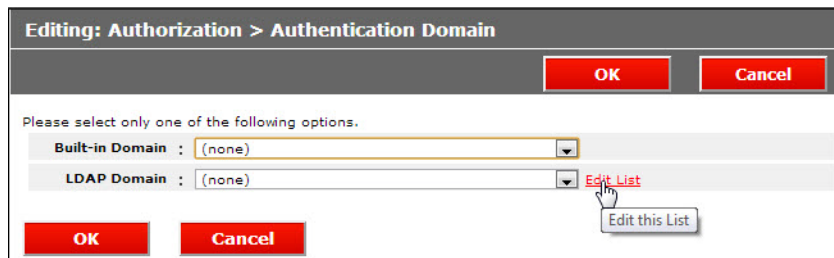 Editing: Authorization > Authentication Domain
OK Cancel
Please select only one of the following options.
Built-in Domain : (none)
LDAP Domain : (none) Edit List
Edit this List
OK Cancel